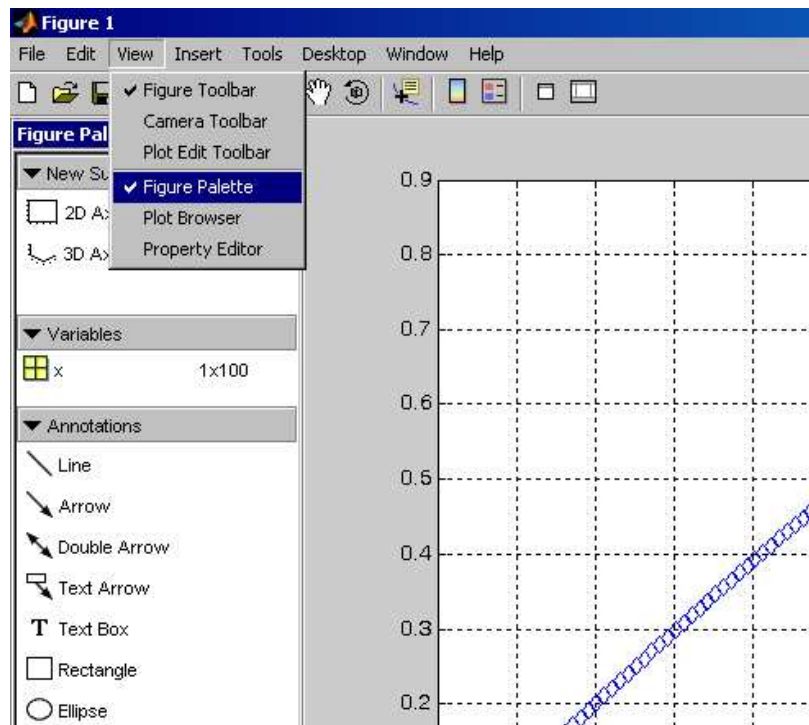 Figure 1
File Edit View Insert Tools Desktop Window Help
Figure Toolbar
Camera Toolbar
Plot Edit Toolbar
Figure Palette
Plot Browser
Property Editor
Figure Pal
New Su
2D Ax
3D Ax
Variables
x 1x100
Annotations
Line
Arrow
Double Arrow
Text Arrow
T Text Box
Rectangle
Ellipse
0.9
0.8
0.7
0.6
0.5
0.4
0.3
0.2